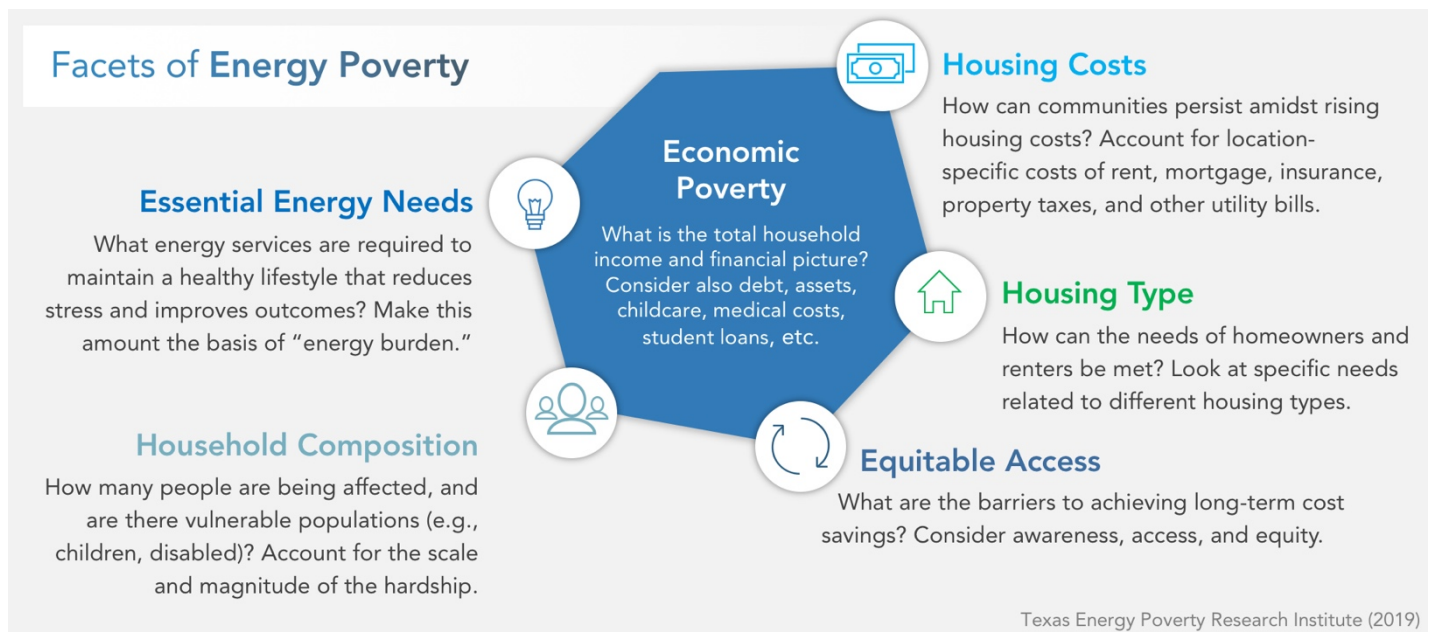 Facets of Energy Poverty
Economic
Poverty
What is the total household
income and financial picture?
Consider also debt, assets,
childcare, medical costs,
student loans, etc.
Housing Costs
How can communities persist amidst rising
housing costs? Account for location-
specific costs of rent, mortgage, insurance,
property taxes, and other utility bills.
Housing Type
How can the needs of homeowners and
renters be met? Look at specific needs
related to different housing types.
Equitable Access
What are the barriers to achieving long-term cost
savings? Consider awareness, access, and equity.
Essential Energy Needs
What energy services are required to
maintain a healthy lifestyle that reduces
stress and improves outcomes? Make this
amount the basis of “energy burden.”
Household Composition
How many people are being affected, and
are there vulnerable populations (e.g.,
children, disabled)? Account for the scale
and magnitude of the hardship.
Texas Energy Poverty Research Institute (2019)